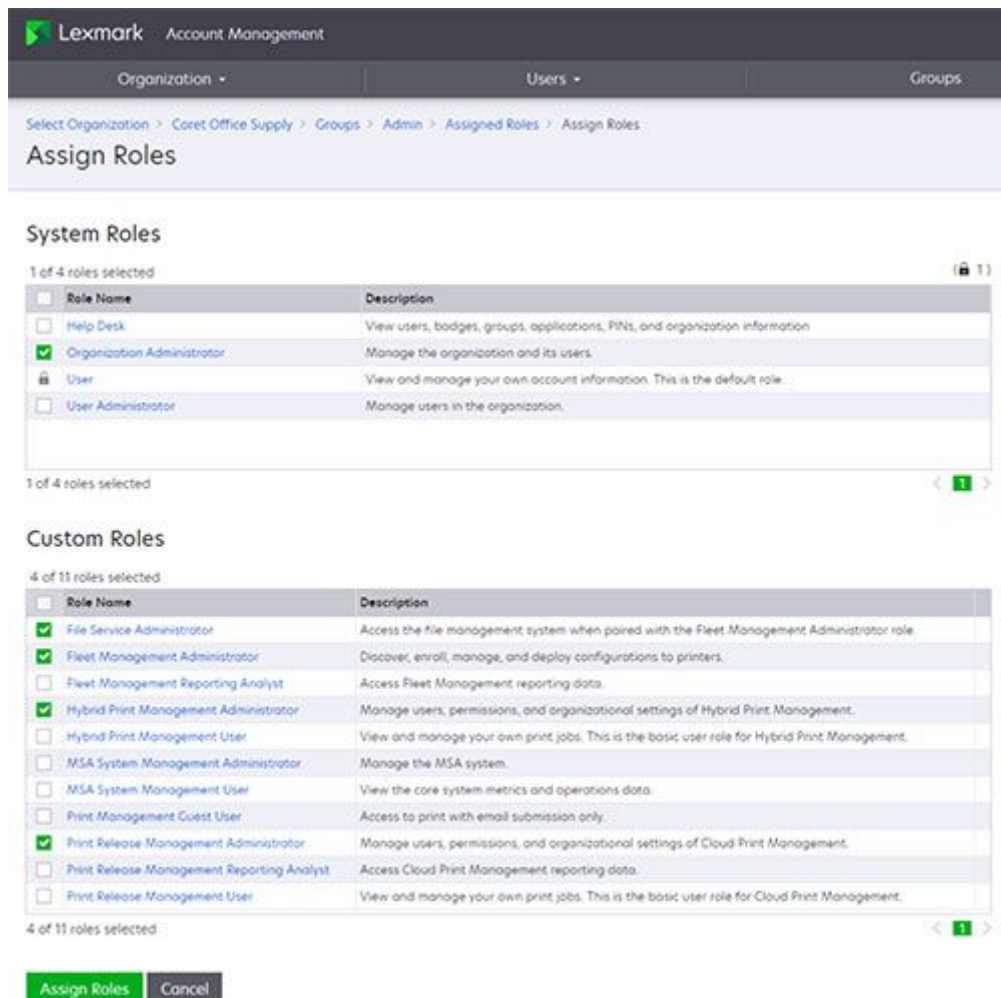 Lexmark Account Management
Organization Users Groups
Select Organization > Coret Office Supply > Groups > Admin > Assigned Roles > Assign Roles
Assign Roles
System Roles
1 of 4 roles selected (1)
Role Name Description
Help Desk View users, badges, groups, applications, PINs, and organization information
Organization Administrator Manage the organization and its users.
User View and manage your own account information. This is the default role.
User Administrator Manage users in the organization.
1 of 4 roles selected < 1 >
Custom Roles
4 of 11 roles selected
Role Name Description
File Service Administrator Access the file management system when paired with the Fleet Management Administrator role.
Fleet Management Administrator Discover, enroll, manage, and deploy configurations to printers.
Fleet Management Reporting Analyst Access Fleet Management reporting data.
Hybrid Print Management Administrator Manage users, permissions, and organizational settings of Hybrid Print Management.
Hybrid Print Management User View and manage your own print jobs. This is the basic user role for Hybrid Print Management.
MSA System Management Administrator Manage the MSA system.
MSA System Management User View the core system metrics and operations data.
Print Management Guest User Access to print with email submission only.
Print Release Management Administrator Manage users, permissions, and organizational settings of Cloud Print Management.
Print Release Management Reporting Analyst Access Cloud Print Management reporting data.
Print Release Management User View and manage your own print jobs. This is the basic user role for Cloud Print Management.
4 of 11 roles selected < 1 >
Assign Roles Cancel